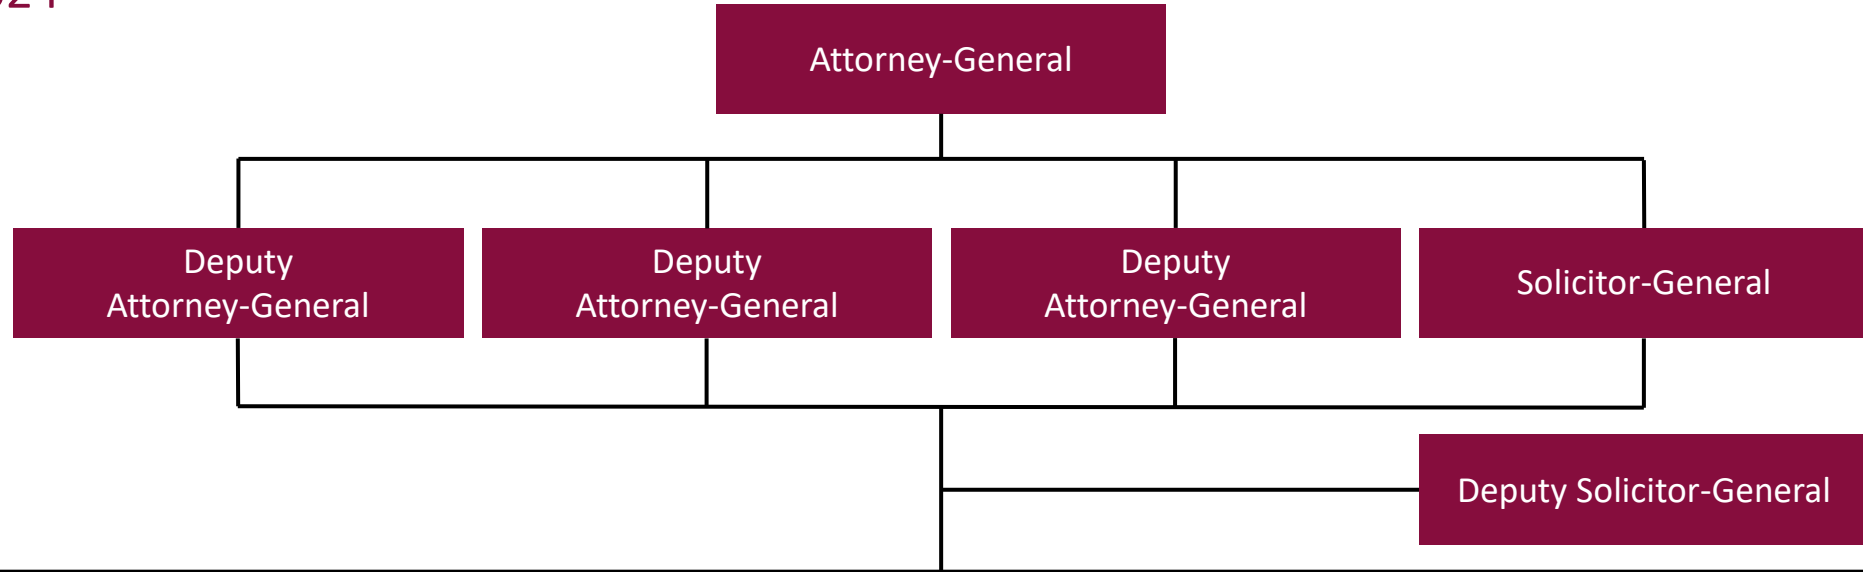 Attorney-General
Deputy
Attorney-General
Deputy
Attorney-General
Deputy
Attorney-General
Solicitor-General
Deputy Solicitor-General